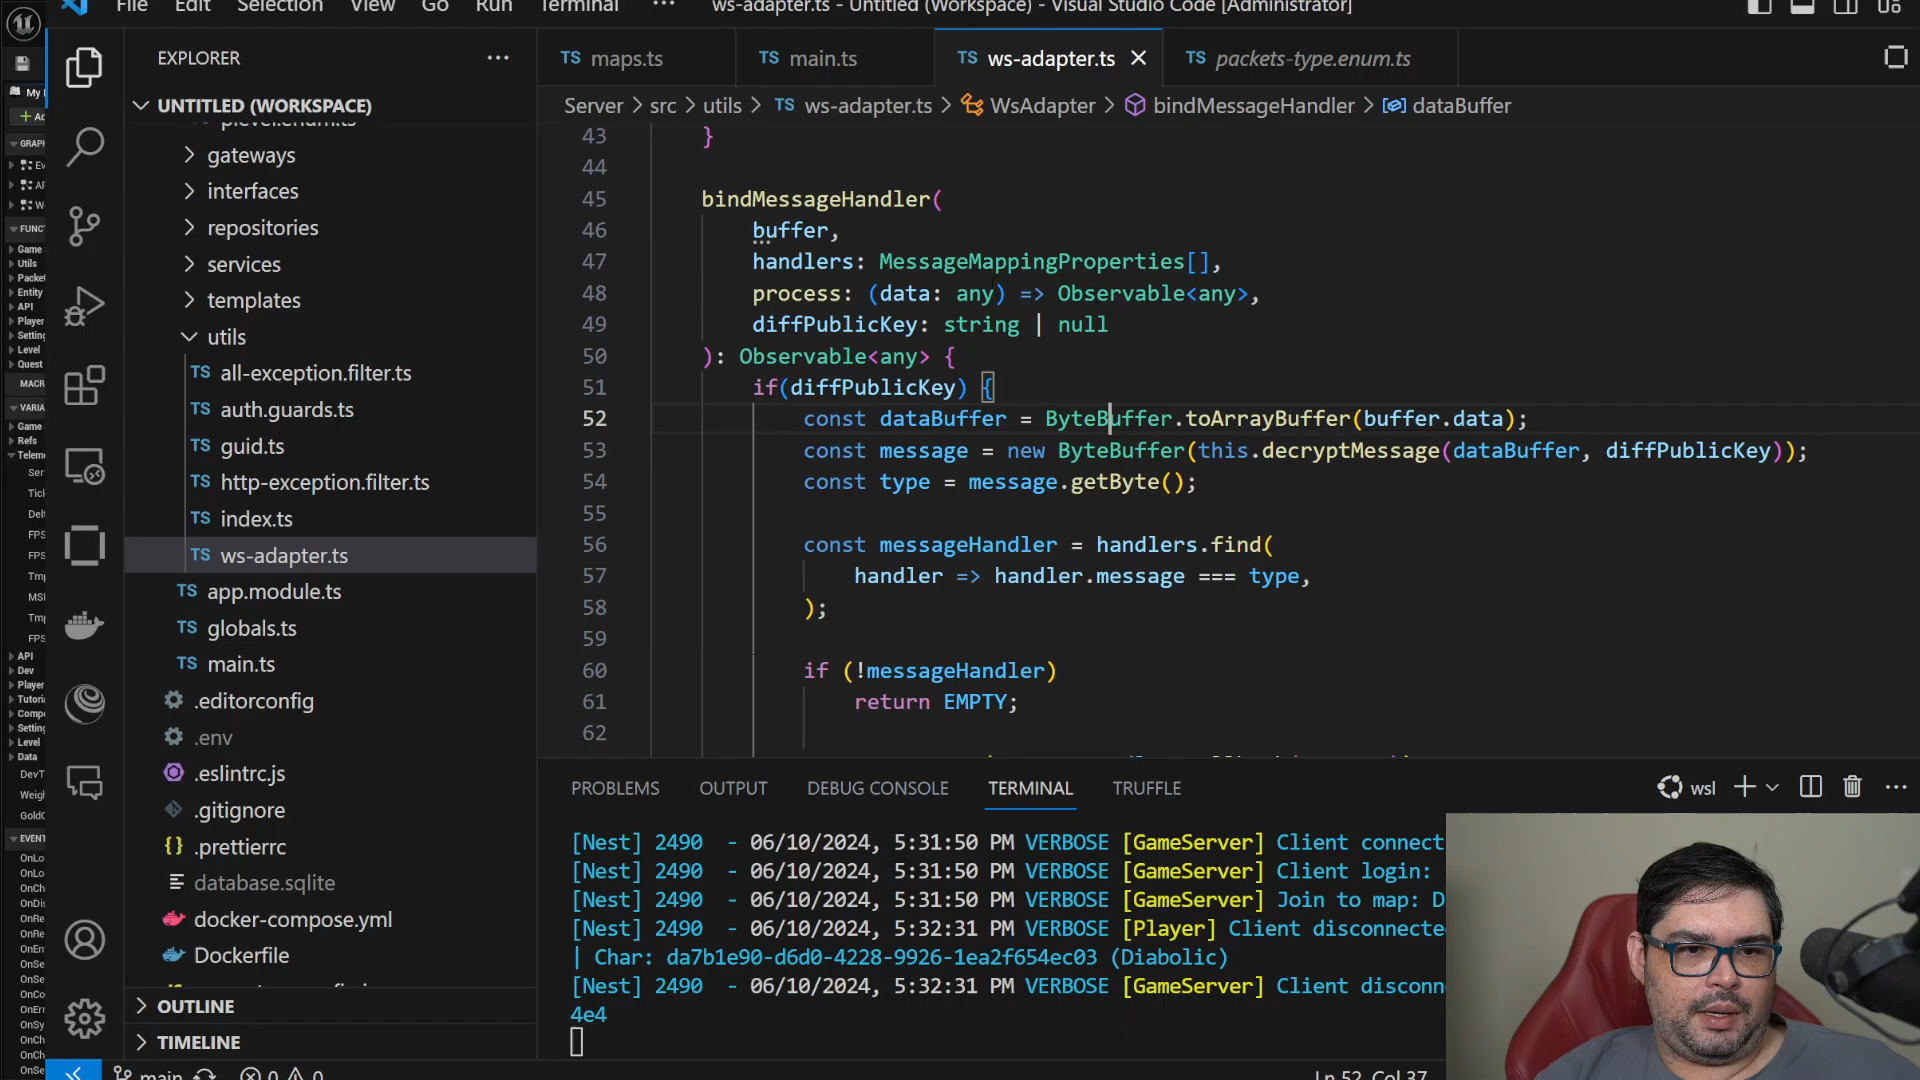 File Edit Selection View Go Run Terminal ··· ws-adapter.ts - Untitled (Workspace) - Visual Studio Code [Administrator]
EXPLORER ···
TS maps.ts TS main.ts TS ws-adapter.ts TS packets-type.enum.ts
UNTITLED (WORKSPACE)
Server > src > utils > TS ws-adapter.ts > WsAdapter > bindMessageHandler > dataBuffer
gateways
interfaces
repositories
services
templates
utils
TS all-exception.filter.ts
TS auth.guards.ts
TS guid.ts
TS http-exception.filter.ts
TS index.ts
TS ws-adapter.ts
TS app.module.ts
TS globals.ts
TS main.ts
.editorconfig
.env
.eslintrc.js
.gitignore
{} .prettierrc
database.sqlite
docker-compose.yml
Dockerfile
OUTLINE
TIMELINE
43 }
44
45 bindMessageHandler(
46 buffer,
47 handlers: MessageMappingProperties[],
48 process: (data: any) => Observable<any>,
49 diffPublicKey: string | null
50 ): Observable<any> {
51 if(diffPublicKey) {
52 const dataBuffer = ByteBuffer.toArrayBuffer(buffer.data);
53 const message = new ByteBuffer(this.decryptMessage(dataBuffer, diffPublicKey));
54 const type = message.getByte();
55
56 const messageHandler = handlers.find(
57 handler => handler.message === type,
58 );
59
60 if (!messageHandler)
61 return EMPTY;
62
PROBLEMS OUTPUT DEBUG CONSOLE TERMINAL TRUFFLE wsl
[Nest] 2490 - 06/10/2024, 5:31:50 PM VERBOSE [GameServer] Client connect
[Nest] 2490 - 06/10/2024, 5:31:50 PM VERBOSE [GameServer] Client login:
[Nest] 2490 - 06/10/2024, 5:31:50 PM VERBOSE [GameServer] Join to map: D
[Nest] 2490 - 06/10/2024, 5:32:31 PM VERBOSE [Player] Client disconnecte
| Char: da7b1e90-d6d0-4228-9926-1ea2f654ec03 (Diabolic)
[Nest] 2490 - 06/10/2024, 5:32:31 PM VERBOSE [GameServer] Client disconn
4e4
main 0 0 Ln 52, Col 37